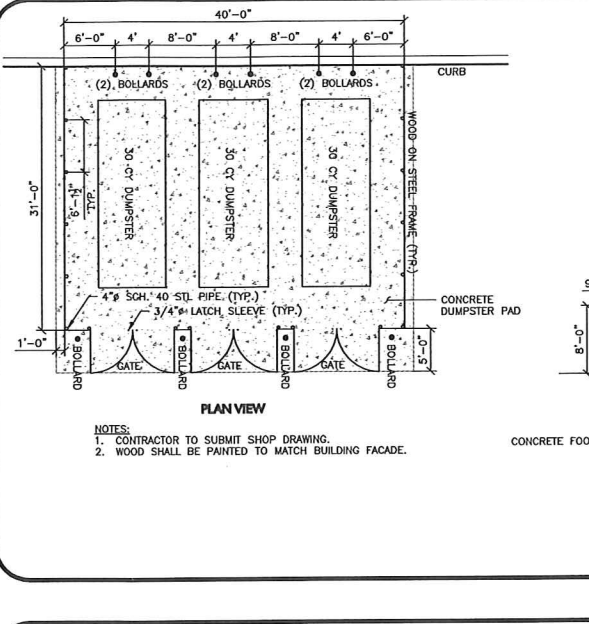 40'-0"
6'-0" 4' 8'-0" 4' 8'-0" 4' 6'-0"
(2) BOLLARDS (2) BOLLARDS (2) BOLLARDS
CURB
31'-0"
6'-1½"
TYP.
30 CY DUMPSTER
30 CY DUMPSTER
30 CY DUMPSTER
WOOD ON STEEL FRAME (TYP.)
4"ø SCH. 40 STL PIPE (TYP.)
3/4"ø LATCH SLEEVE (TYP.)
CONCRETE
DUMPSTER PAD
1'-0"
BOLLARD
GATE
BOLLARD
GATE
BOLLARD
GATE
BOLLARD
5'-0"
8'-0"
PLAN VIEW
NOTES:
1. CONTRACTOR TO SUBMIT SHOP DRAWING.
2. WOOD SHALL BE PAINTED TO MATCH BUILDING FACADE.
CONCRETE FOO